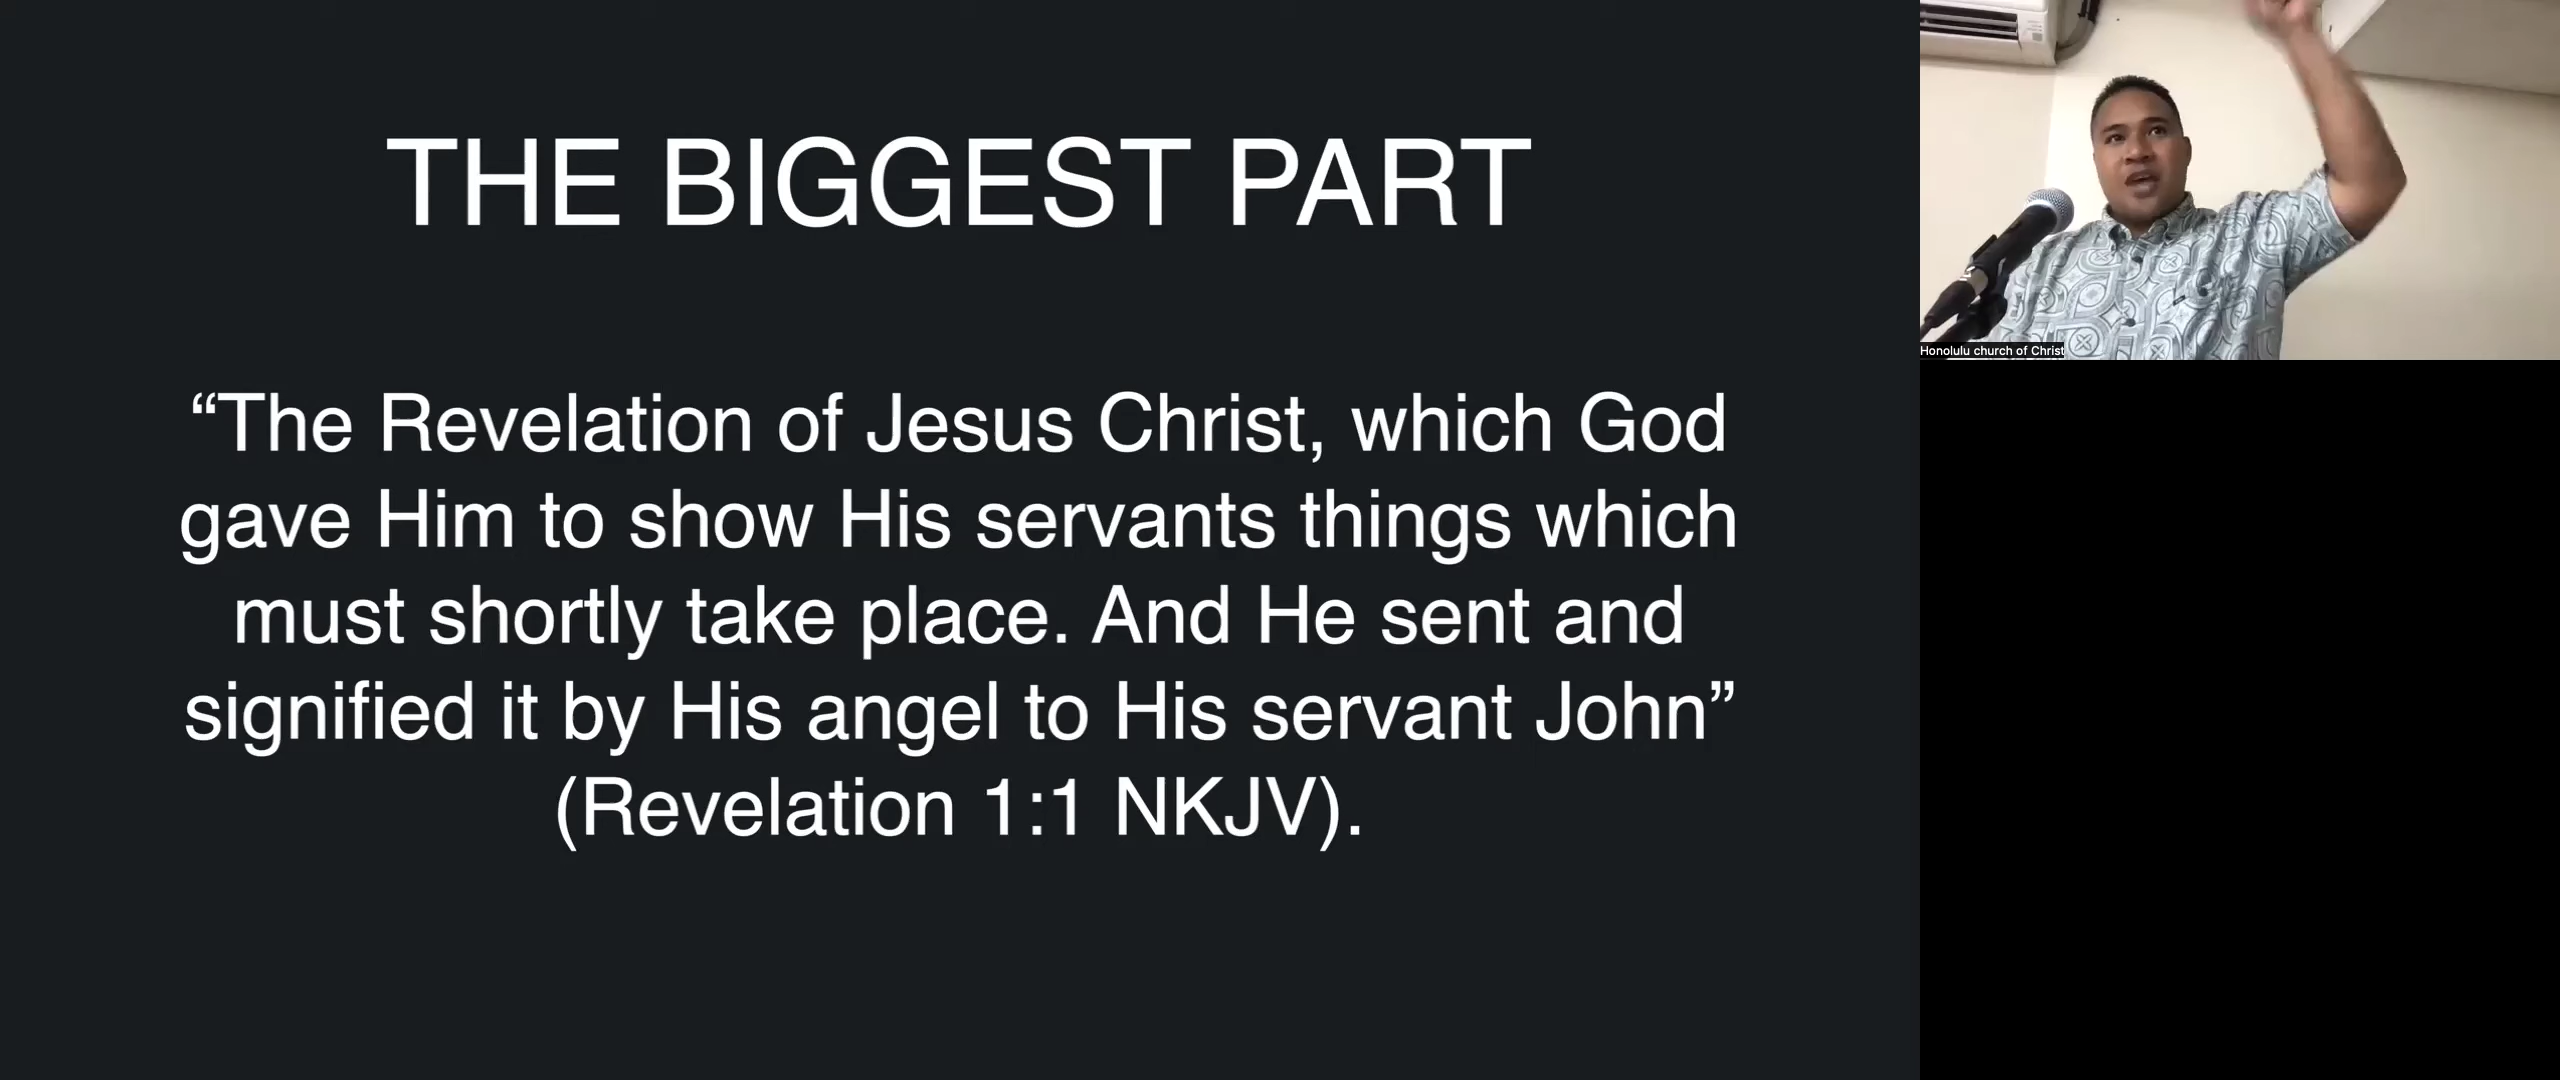 THE BIGGEST PART
“The Revelation of Jesus Christ, which God
gave Him to show His servants things which
must shortly take place. And He sent and
signified it by His angel to His servant John”
(Revelation 1:1 NKJV).
Honolulu church of Christ